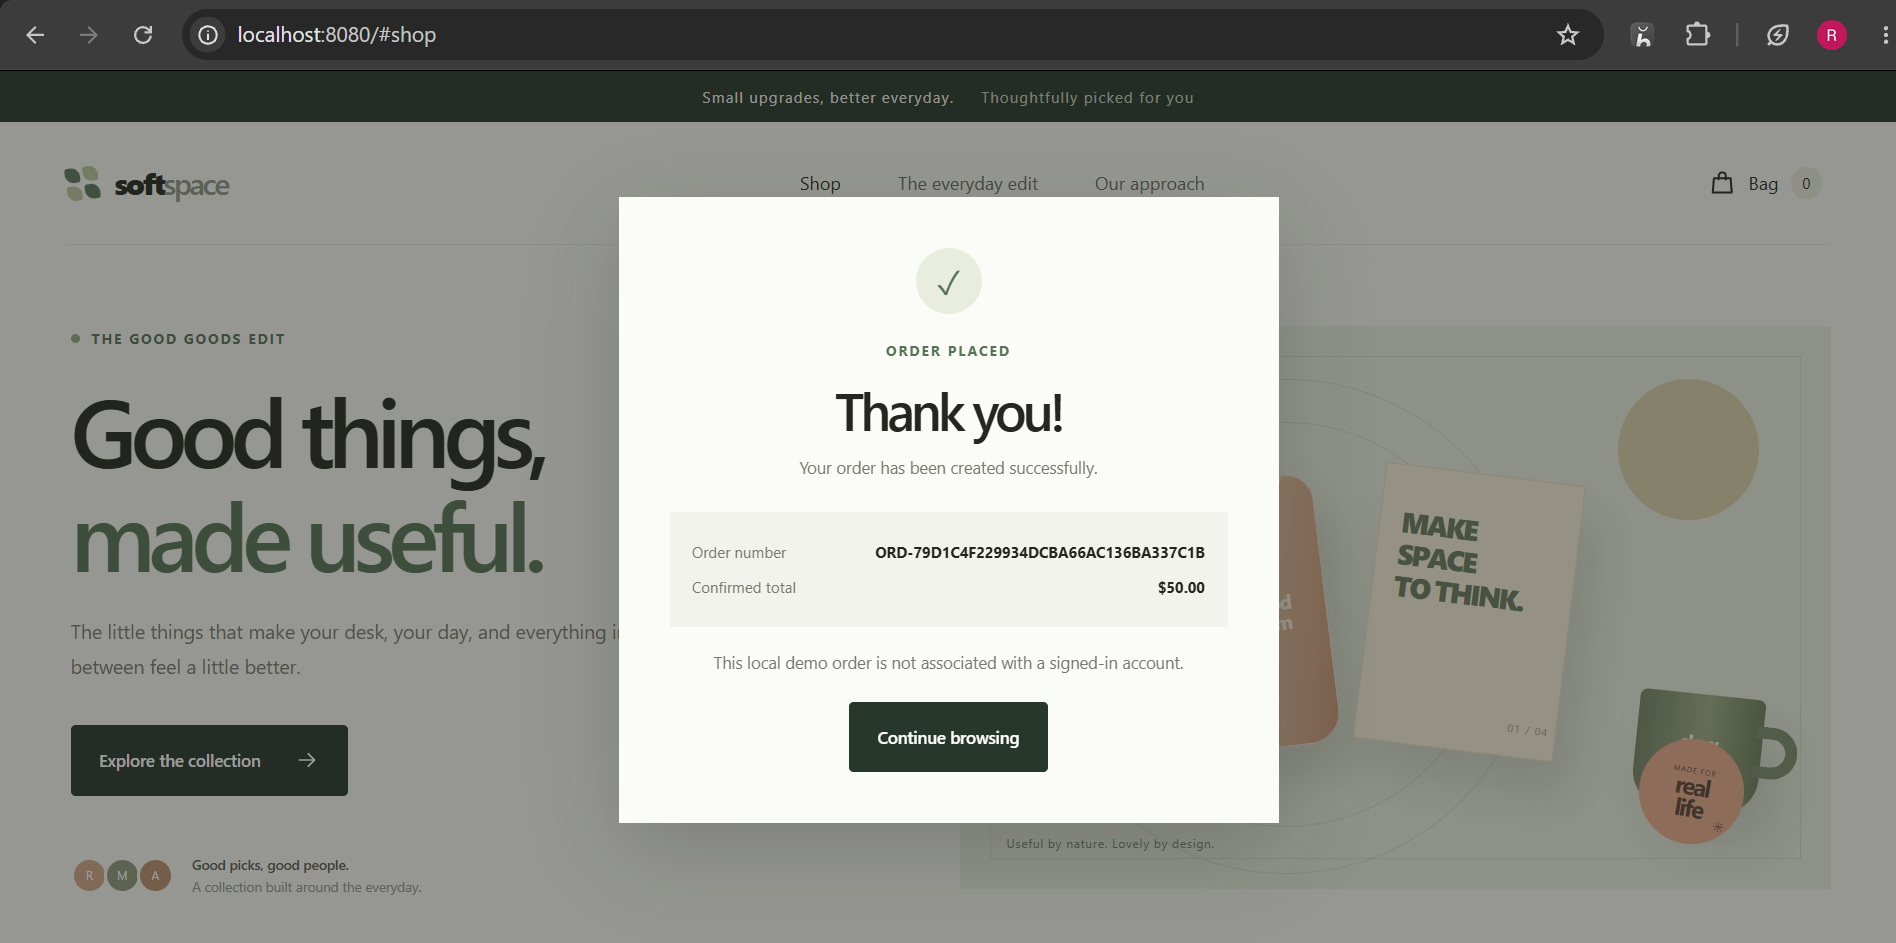 localhost:8080/#shop
R
Small upgrades, better everyday. Thoughtfully picked for you
softspace
Shop
The everyday edit
Our approach
Bag 0
✓
ORDER PLACED
Thank you!
Your order has been created successfully.
Order number ORD-79D1C4F229934DCBA66AC136BA337C1B
Confirmed total $50.00
This local demo order is not associated with a signed-in account.
Continue browsing
THE GOOD GOODS EDIT
Good things,
made useful.
The little things that make your desk, your day, and everything
between feel a little better.
Explore the collection →
R M A
Good picks, good people.
A collection built around the everyday.
MAKE
SPACE
TO THINK.
01 / 04
MADE FOR
real
life
Useful by nature. Lovely by design.